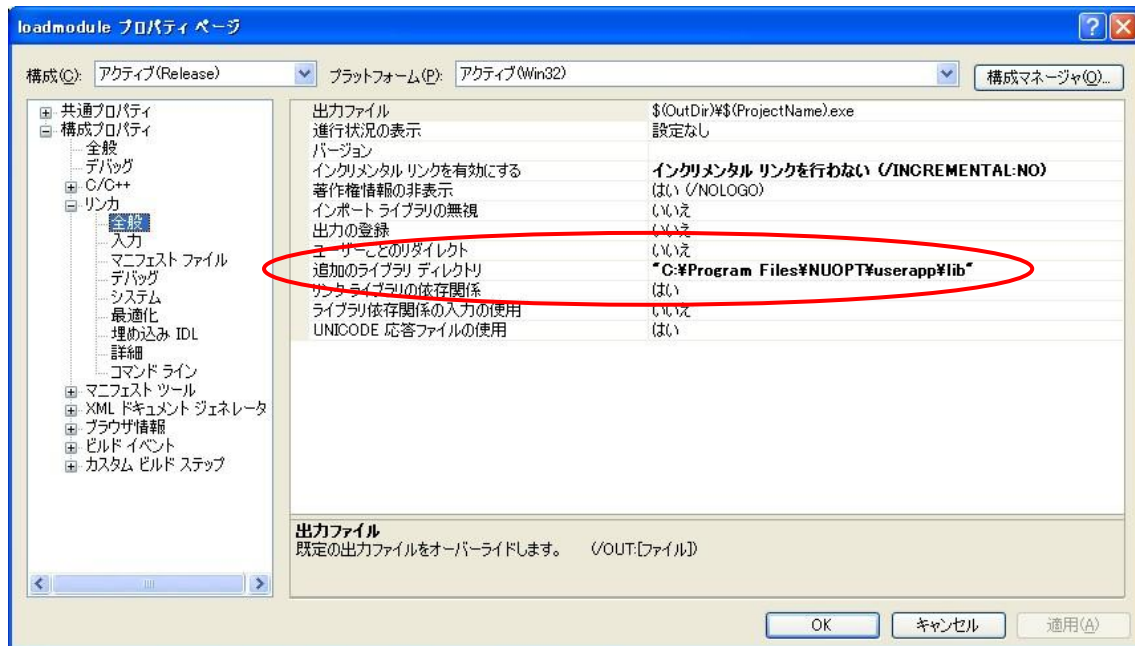 loadmodule プロパティ ページ
構成(C): アクティブ(Release) プラットフォーム(P): アクティブ(Win32) 構成マネージャ(O)...
共通プロパティ
構成プロパティ
全般
デバッグ
C/C++
リンカ
全般
入力
マニフェスト ファイル
デバッグ
システム
最適化
埋め込み IDL
詳細
コマンド ライン
マニフェスト ツール
XML ドキュメント ジェネレータ
ブラウザ情報
ビルド イベント
カスタム ビルド ステップ
出力ファイル $(OutDir)¥$(ProjectName).exe
進行状況の表示 設定なし
バージョン
インクリメンタル リンクを有効にする インクリメンタル リンクを行わない (/INCREMENTAL:NO)
著作権情報の非表示 はい (/NOLOGO)
インポート ライブラリの無視 いいえ
出力の登録 いいえ
ユーザーごとのリダイレクト いいえ
追加のライブラリ ディレクトリ "C:¥Program Files¥NUOPT¥userapp¥lib"
リンク ライブラリの依存関係 はい
ライブラリ依存関係の入力の使用 いいえ
UNICODE 応答ファイルの使用 はい
出力ファイル
既定の出力ファイルをオーバーライドします。 (/OUT:[ファイル])
OK キャンセル 適用(A)